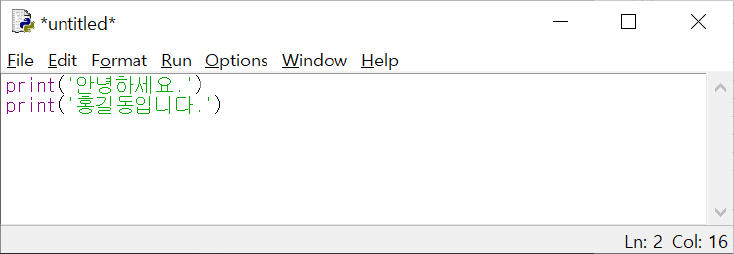 *untitled*
File Edit Format Run Options Window Help
print('안녕하세요.')
print('홍길동입니다.')
Ln: 2 Col: 16